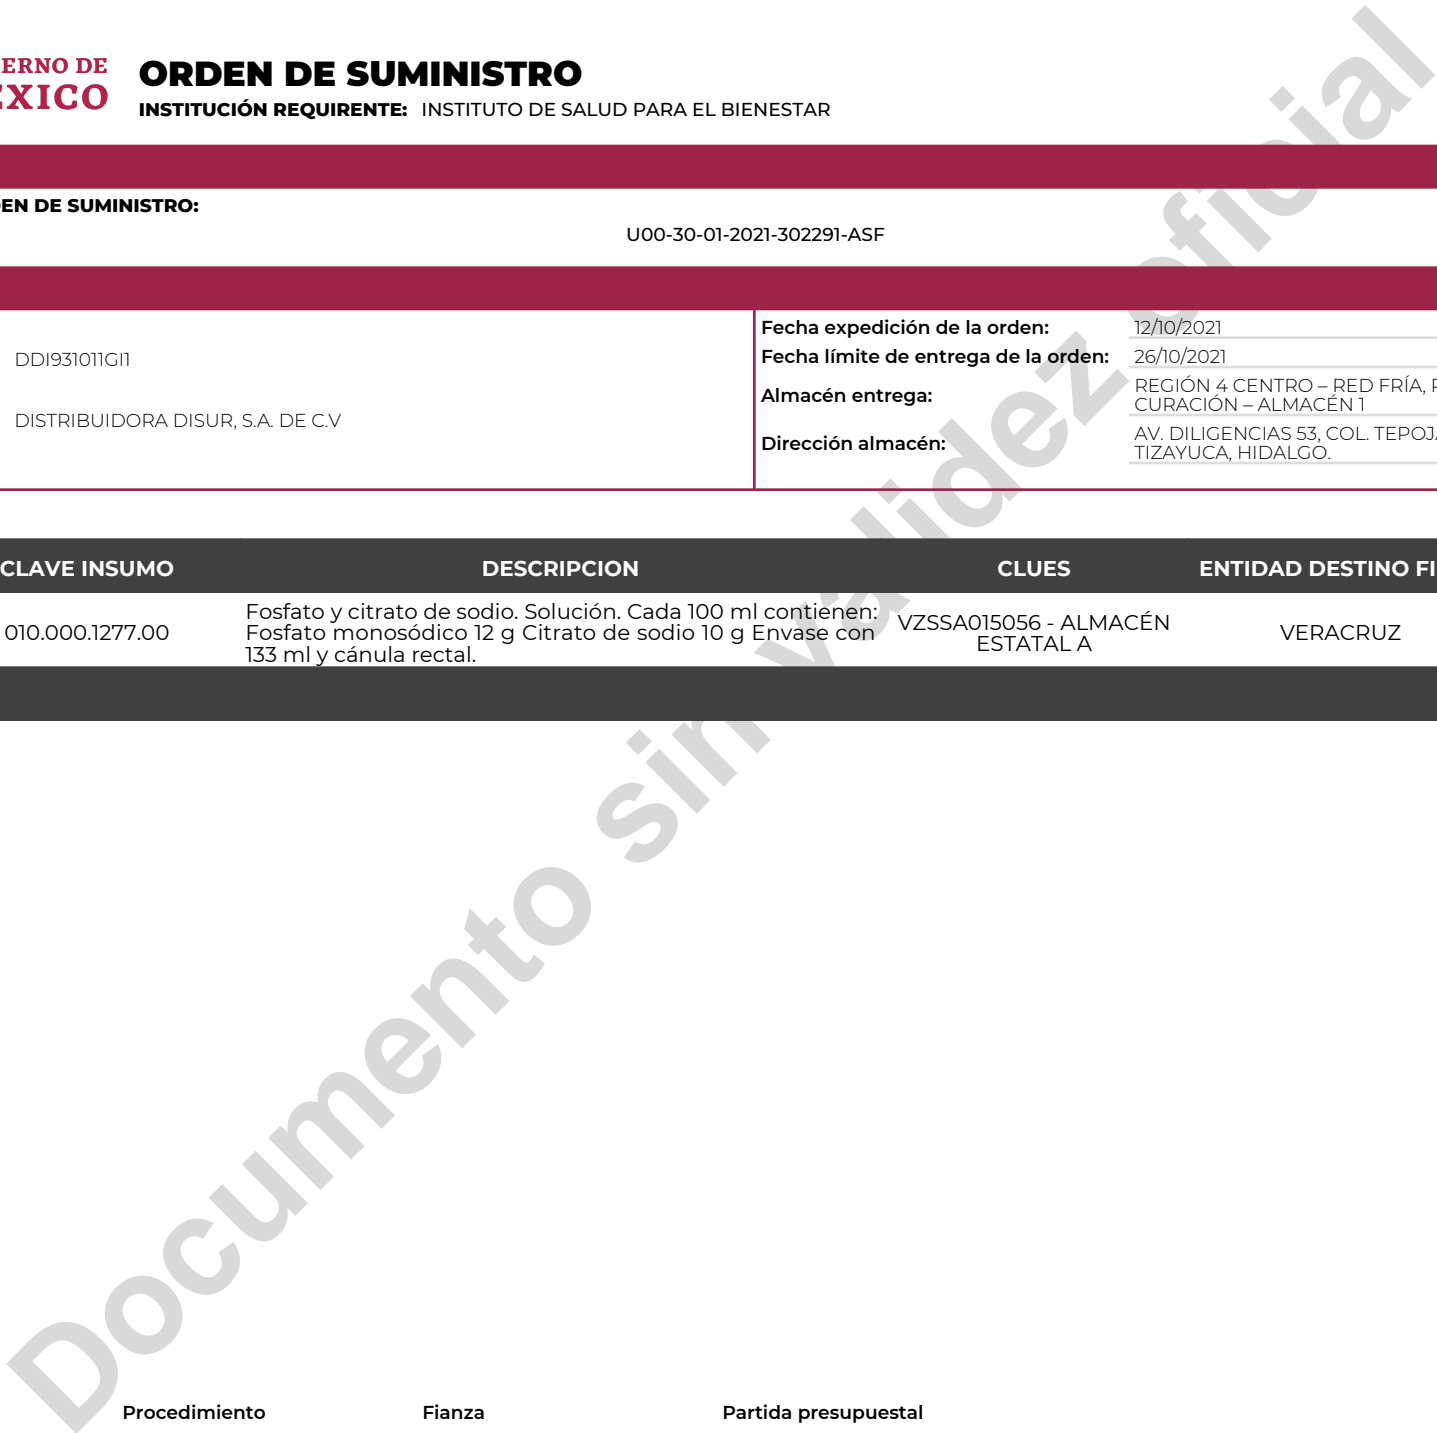 ERNO DE
ÉXICO
ORDEN DE SUMINISTRO
INSTITUCIÓN REQUIRENTE: INSTITUTO DE SALUD PARA EL BIENESTAR
EN DE SUMINISTRO:
U00-30-01-2021-302291-ASF
DDI931011GI1
DISTRIBUIDORA DISUR, S.A. DE C.V
Fecha expedición de la orden: 12/10/2021
Fecha límite de entrega de la orden: 26/10/2021
Almacén entrega: REGIÓN 4 CENTRO – RED FRÍA,
CURACIÓN – ALMACÉN 1
Dirección almacén: AV. DILIGENCIAS 53, COL. TEPOJA
TIZAYUCA, HIDALGO.
CLAVE INSUMO DESCRIPCION CLUES ENTIDAD DESTINO FI
010.000.1277.00
Fosfato y citrato de sodio. Solución. Cada 100 ml contienen:
Fosfato monosódico 12 g Citrato de sodio 10 g Envase con
133 ml y cánula rectal.
VZSSA015056 - ALMACÉN
ESTATAL A
VERACRUZ
Documento sin validez oficial
Procedimiento Fianza Partida presupuestal